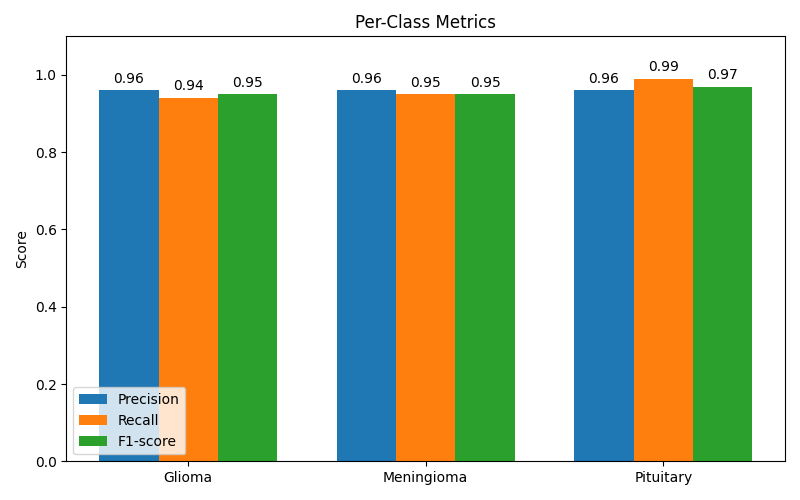 Per-Class Metrics
0.96 0.94 0.95 0.96 0.95 0.95 0.96 0.99 0.97
1.0
0.8
0.6
0.4
0.2
0.0
Score
Precision
Recall
F1-score
Glioma Meningioma Pituitary